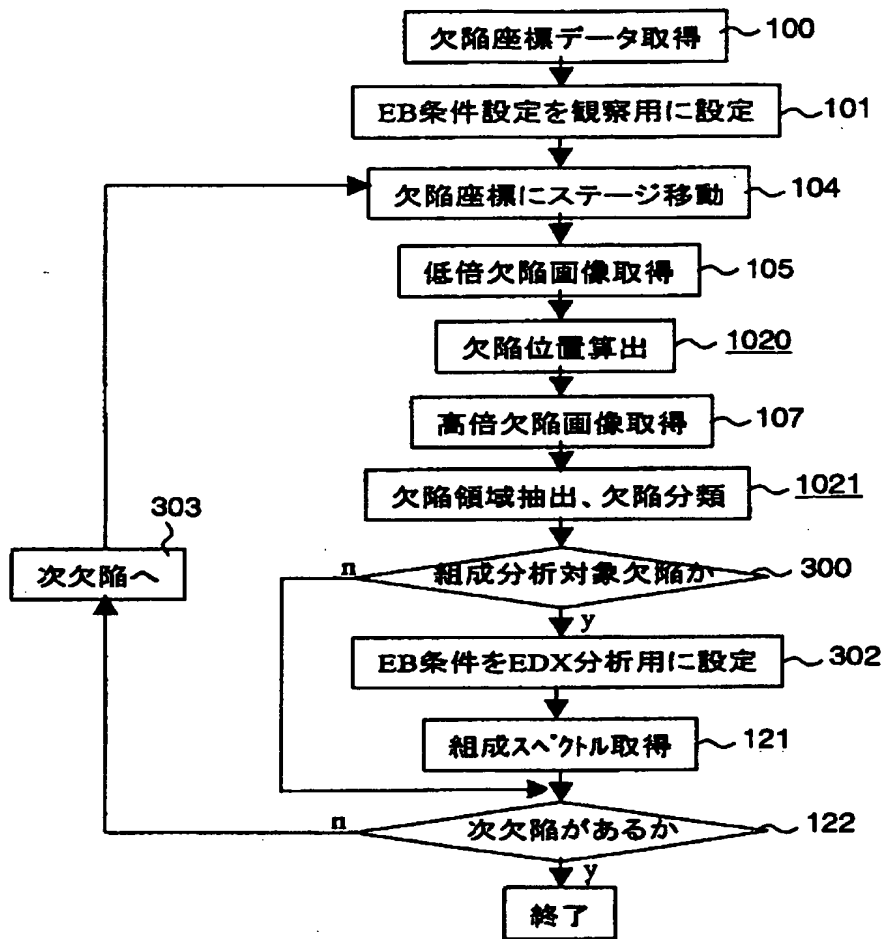 欠陥座標データ取得 100
EB条件設定を観察用に設定 101
欠陥座標にステージ移動 104
低倍欠陥画像取得 105
欠陥位置算出 1020
高倍欠陥画像取得 107
欠陥領域抽出、欠陥分類 1021
303
次欠陥へ
n 組成分析対象欠陥か 300
y
EB条件をEDX分析用に設定 302
組成スペクトル取得 121
n 次欠陥があるか 122
y
終了